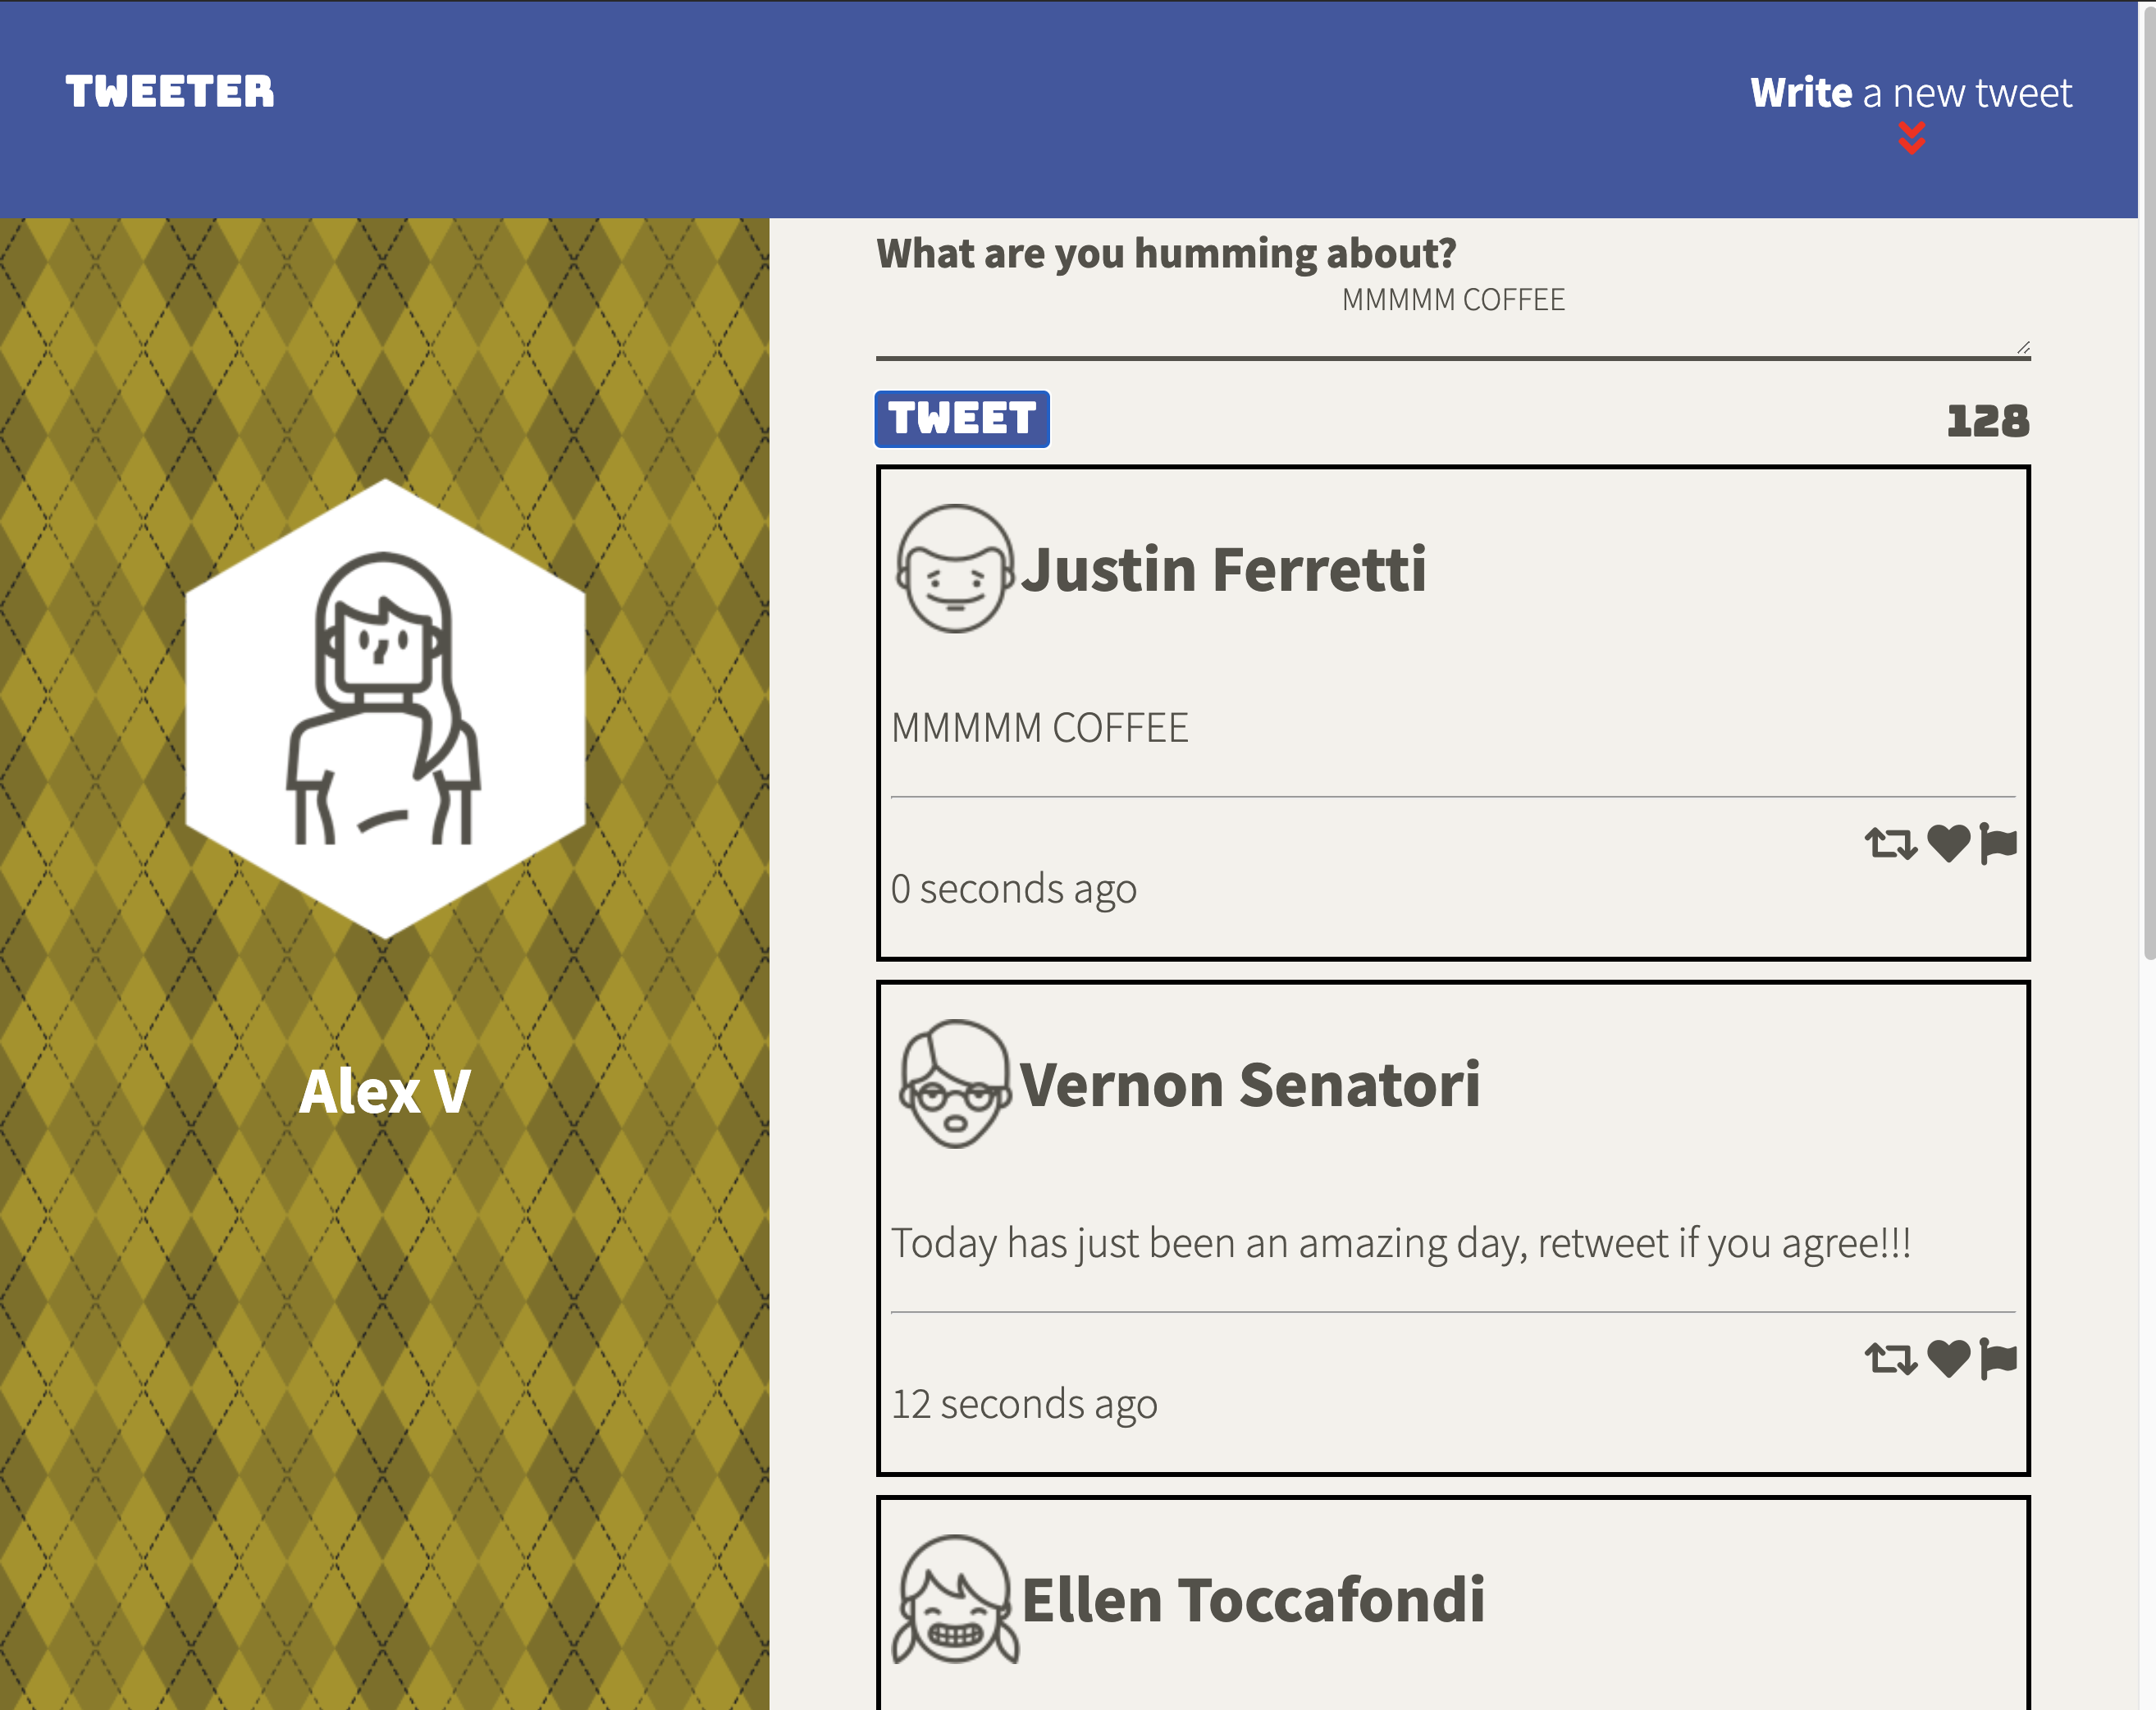 TWEETER
Write a new tweet
Alex V
What are you humming about?
MMMMM COFFEE
TWEET
128
Justin Ferretti
MMMMM COFFEE
0 seconds ago
Vernon Senatori
Today has just been an amazing day, retweet if you agree!!!
12 seconds ago
Ellen Toccafondi